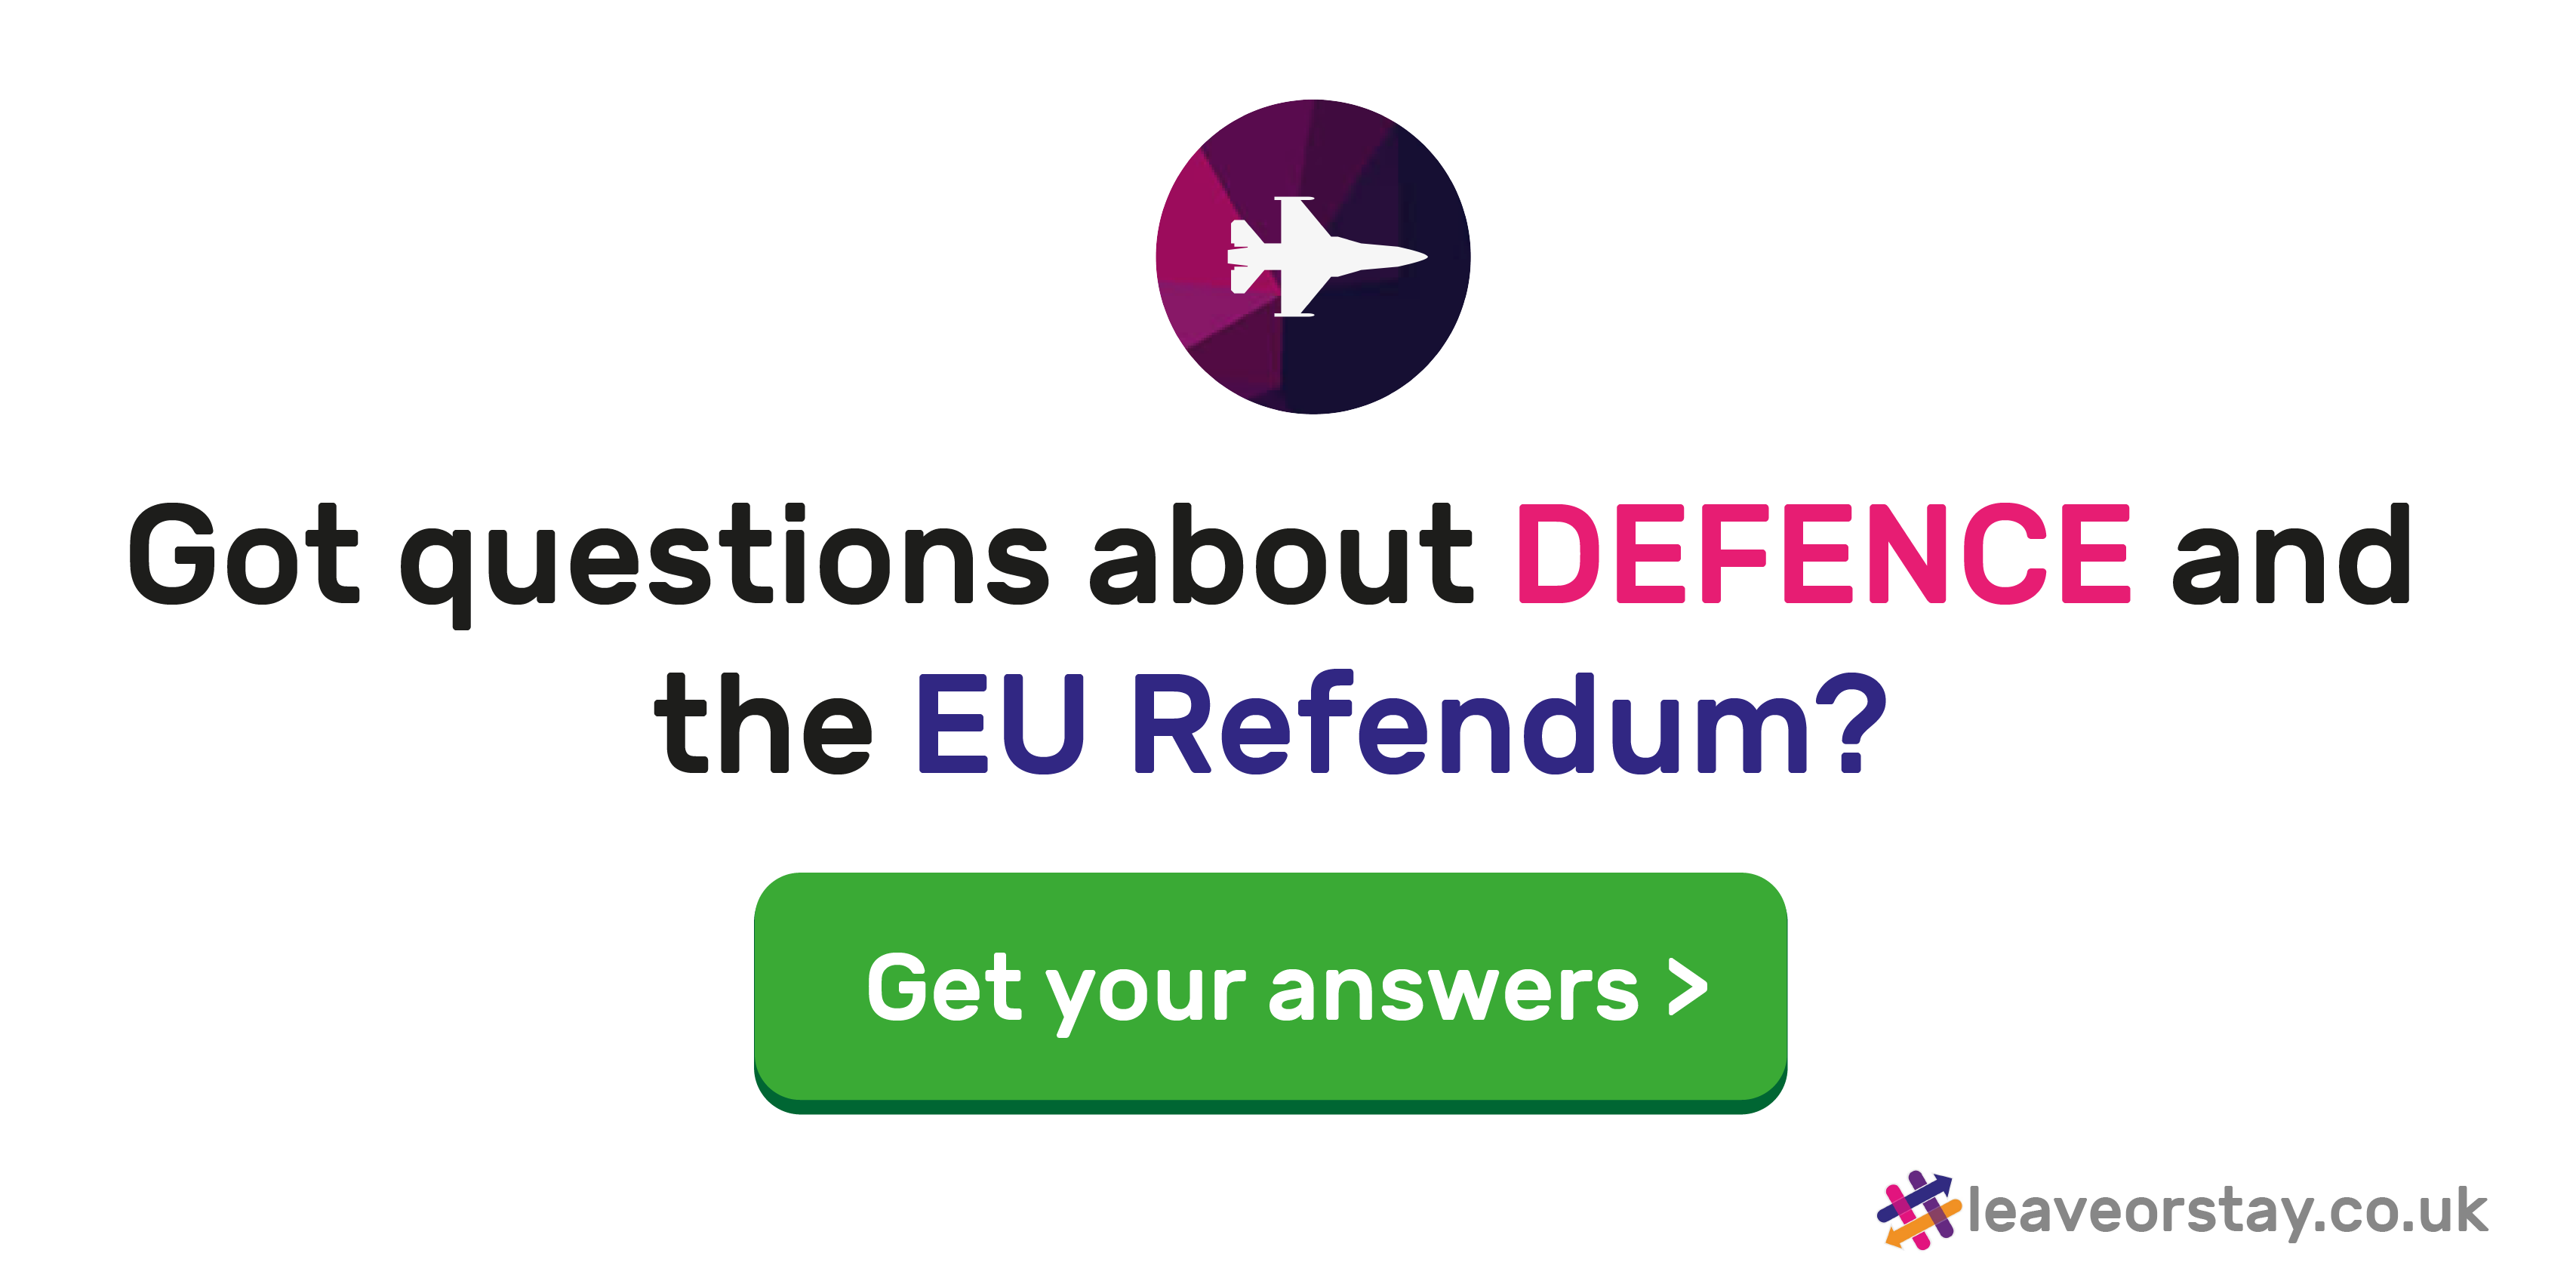 Got questions about DEFENCE and
the EU Refendum?
Get your answers >
leaveorstay.co.uk